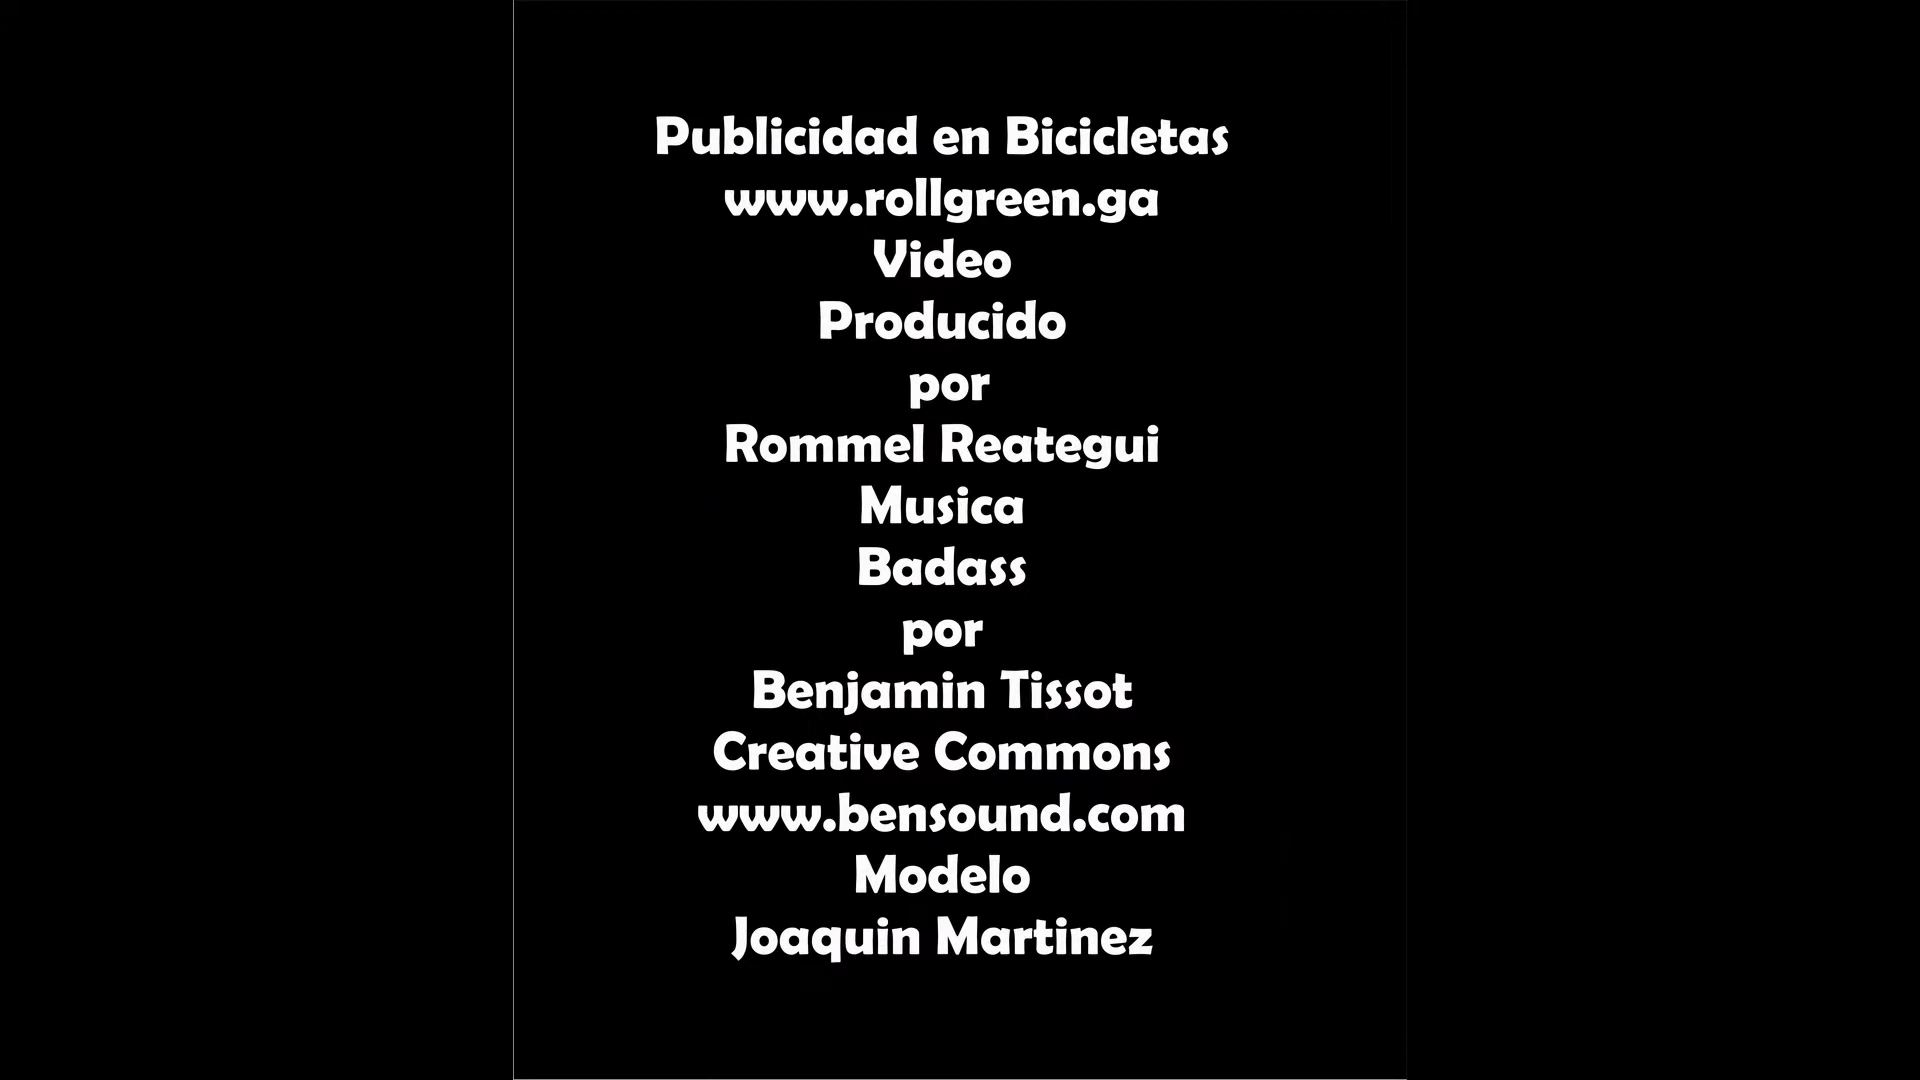 Publicidad en Bicicletas
www.rollgreen.ga
Video
Producido
por
Rommel Reategui
Musica
Badass
por
Benjamin Tissot
Creative Commons
www.bensound.com
Modelo
Joaquin Martinez